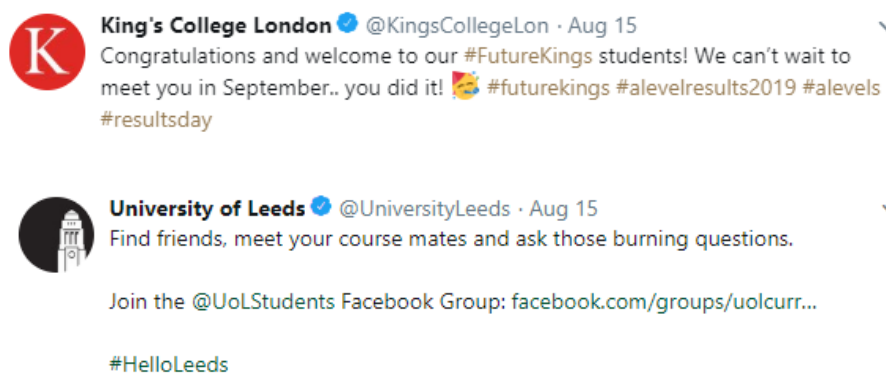 K
King's College London @KingsCollegeLon · Aug 15
Congratulations and welcome to our #FutureKings students! We can't wait to
meet you in September.. you did it! 🥳 #futurekings #alevelresults2019 #alevels
#resultsday
University of Leeds @UniversityLeeds · Aug 15
Find friends, meet your course mates and ask those burning questions.
Join the @UoLStudents Facebook Group: facebook.com/groups/uolcurr...
#HelloLeeds